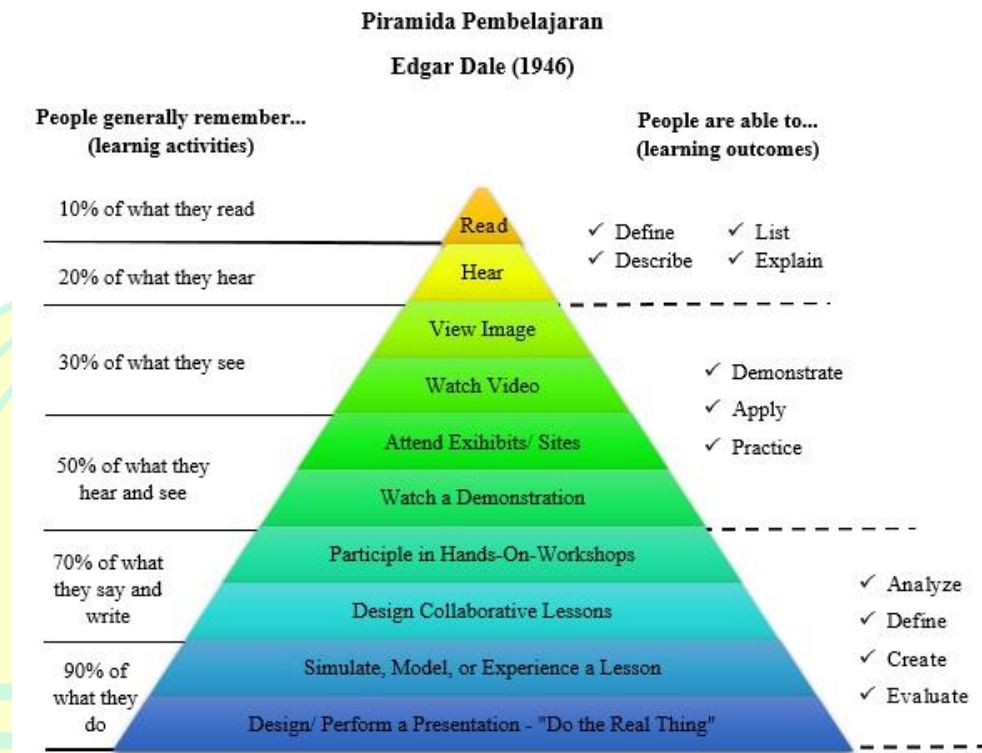 Piramida Pembelajaran
Edgar Dale (1946)
People generally remember...
(learnig activities)
People are able to...
(learning outcomes)
10% of what they read
20% of what they hear
30% of what they see
50% of what they
hear and see
70% of what
they say and
write
90% of
what they
do
Read
Hear
View Image
Watch Video
Attend Exihibits/ Sites
Watch a Demonstration
Participle in Hands-On-Workshops
Design Collaborative Lessons
Simulate, Model, or Experience a Lesson
Design/ Perform a Presentation - "Do the Real Thing"
✓ Define ✓ List
✓ Describe ✓ Explain
✓ Demonstrate
✓ Apply
✓ Practice
✓ Analyze
✓ Define
✓ Create
✓ Evaluate